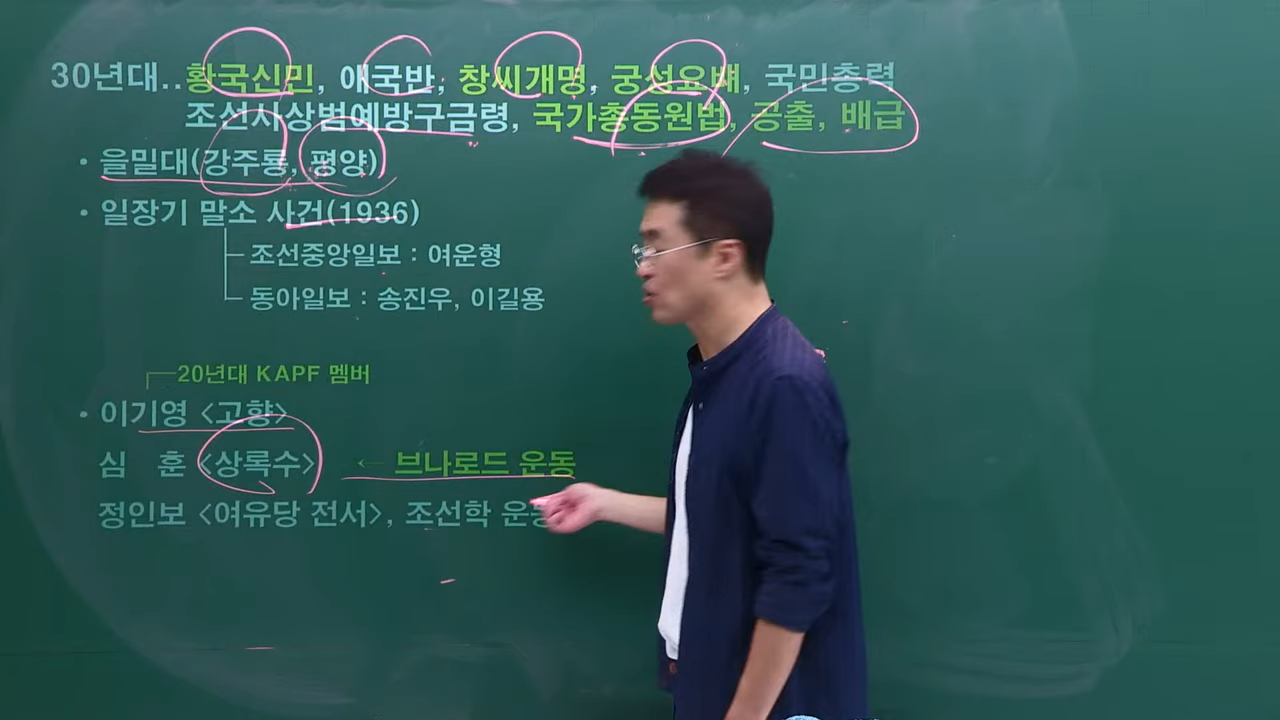 30년대..황국신민, 애국반, 창씨개명, 궁성요배, 국민총력
조선사상범예방구금령, 국가총동원법, 공출, 배급
· 을밀대(강주룡, 평양)
· 일장기 말소 사건(1936)
조선중앙일보 : 여운형
동아일보 : 송진우, 이길용
20년대 KAPF 멤버
· 이기영 <고향>
심 훈 <상록수> ← 브나로드 운동
정인보 <여유당 전서>, 조선학 운동